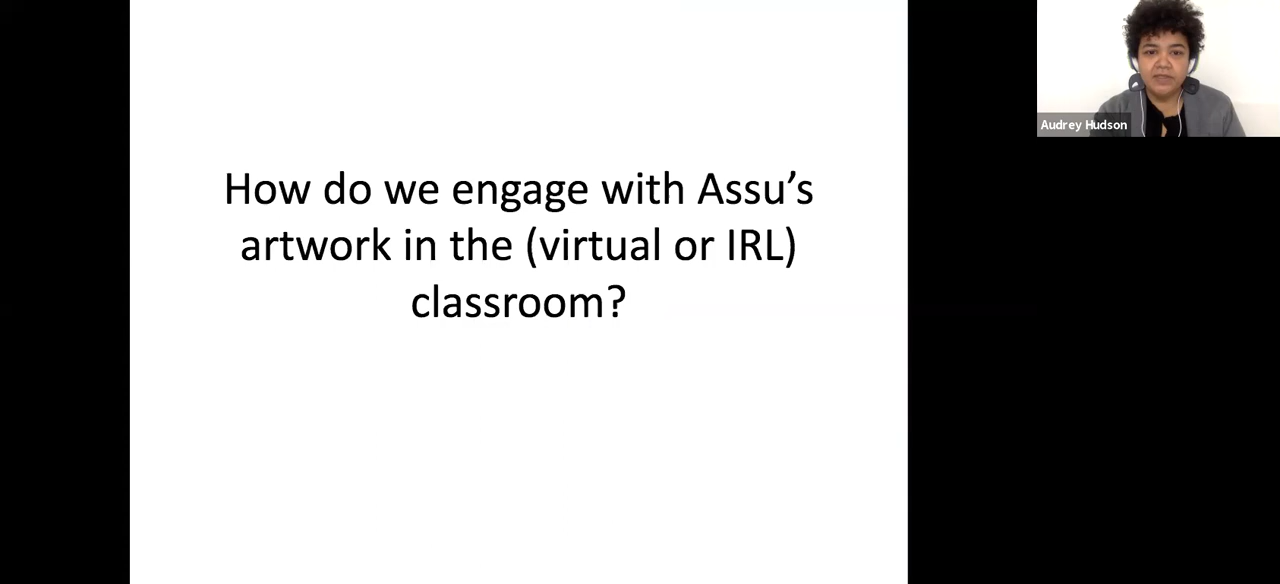 How do we engage with Assu’s
artwork in the (virtual or IRL)
classroom?
Audrey Hudson